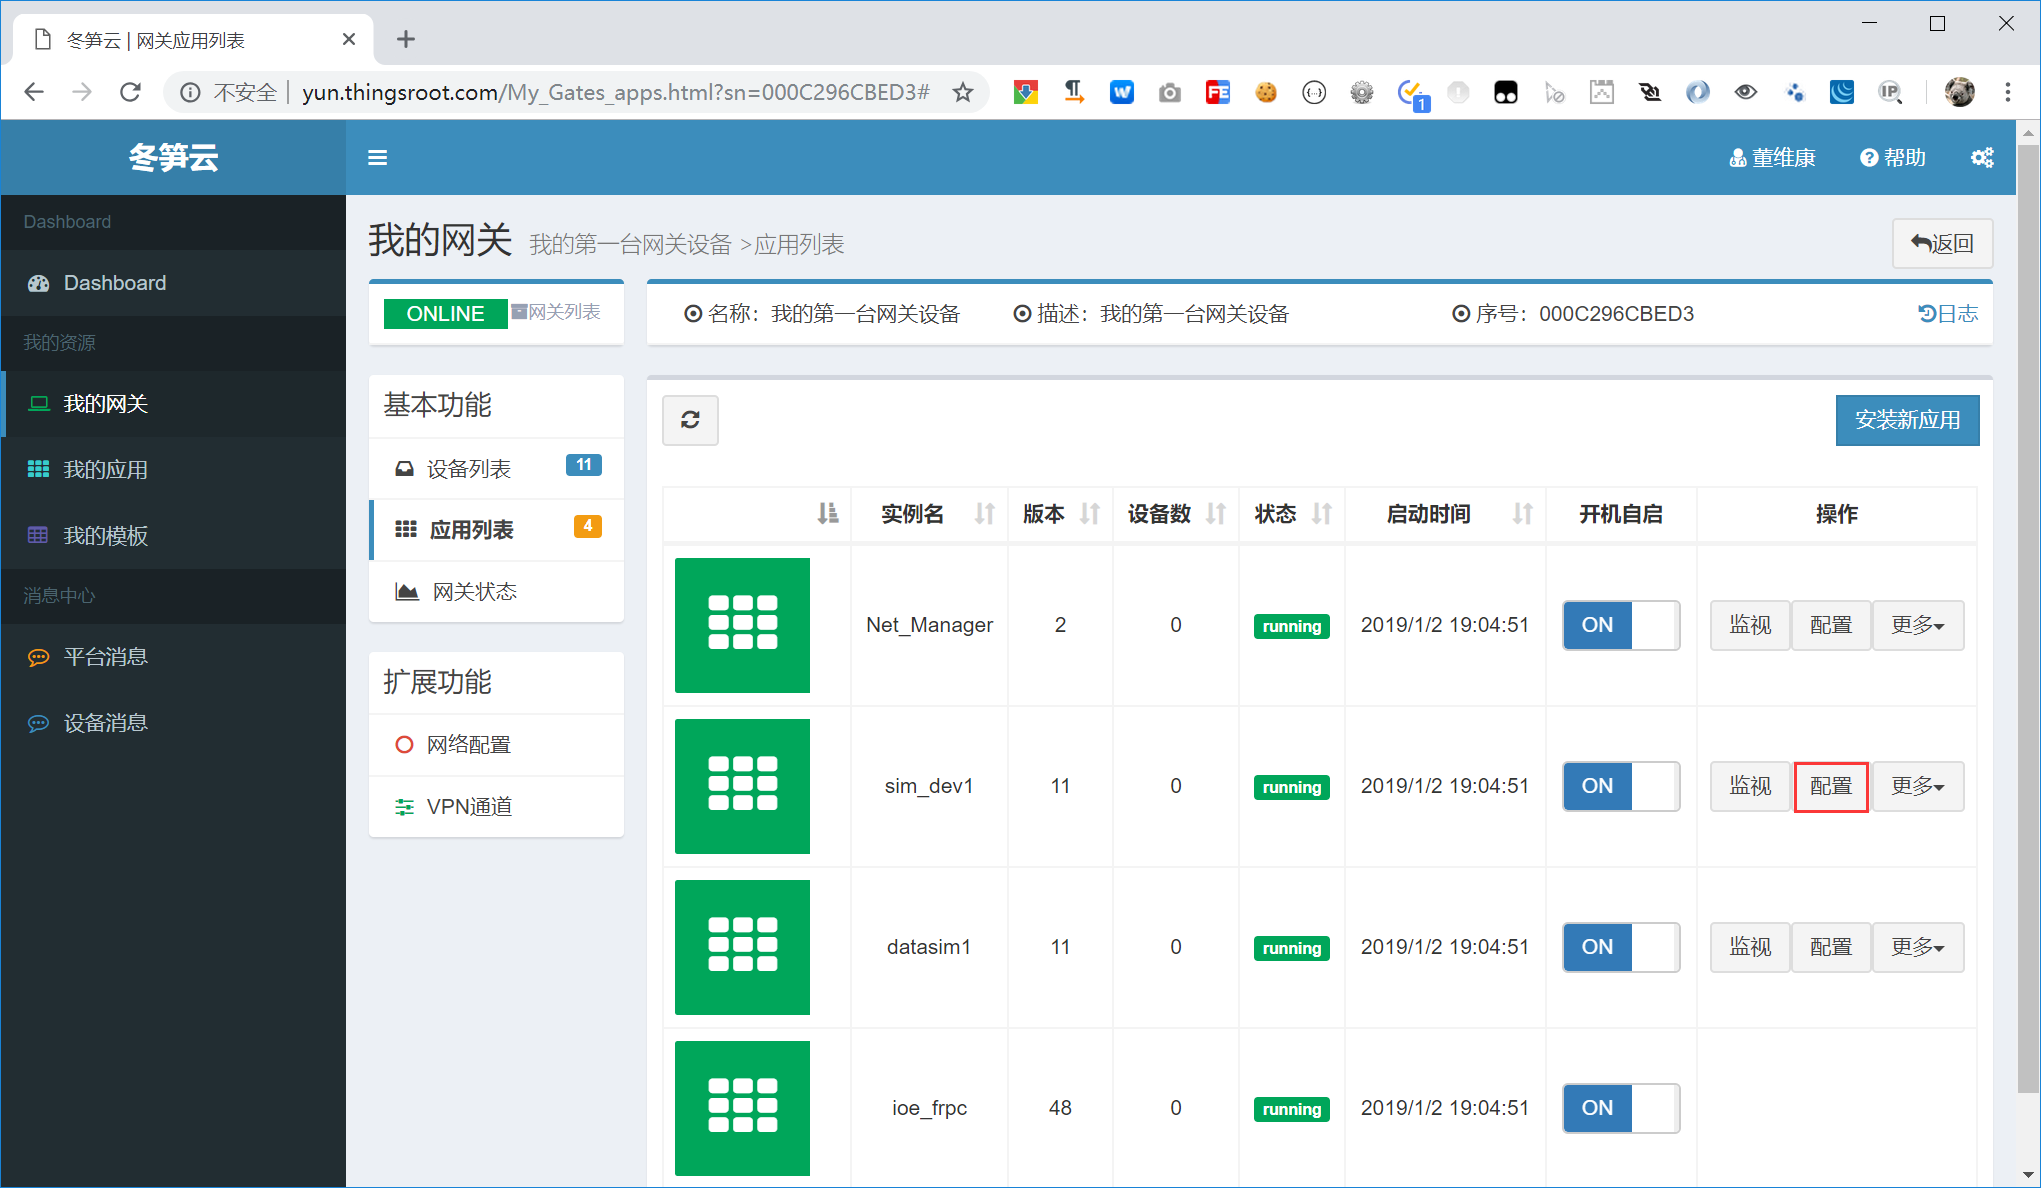 冬笋云 | 网关应用列表
不安全 | yun.thingsroot.com/My_Gates_apps.html?sn=000C296CBED3#
W
FE
1
IP
冬笋云
董维康
帮助
Dashboard
Dashboard
我的资源
我的网关
我的应用
我的模板
消息中心
平台消息
设备消息
我的网关 我的第一台网关设备 >应用列表
返回
ONLINE 网关列表
名称：我的第一台网关设备 描述：我的第一台网关设备 序号：000C296CBED3 日志
基本功能
设备列表 11
应用列表 4
网关状态
扩展功能
网络配置
VPN通道
安装新应用
实例名 版本 设备数 状态 启动时间 开机自启 操作
Net_Manager 2 0 running 2019/1/2 19:04:51 ON 监视 配置 更多
sim_dev1 11 0 running 2019/1/2 19:04:51 ON 监视 配置 更多
datasim1 11 0 running 2019/1/2 19:04:51 ON 监视 配置 更多
ioe_frpc 48 0 running 2019/1/2 19:04:51 ON